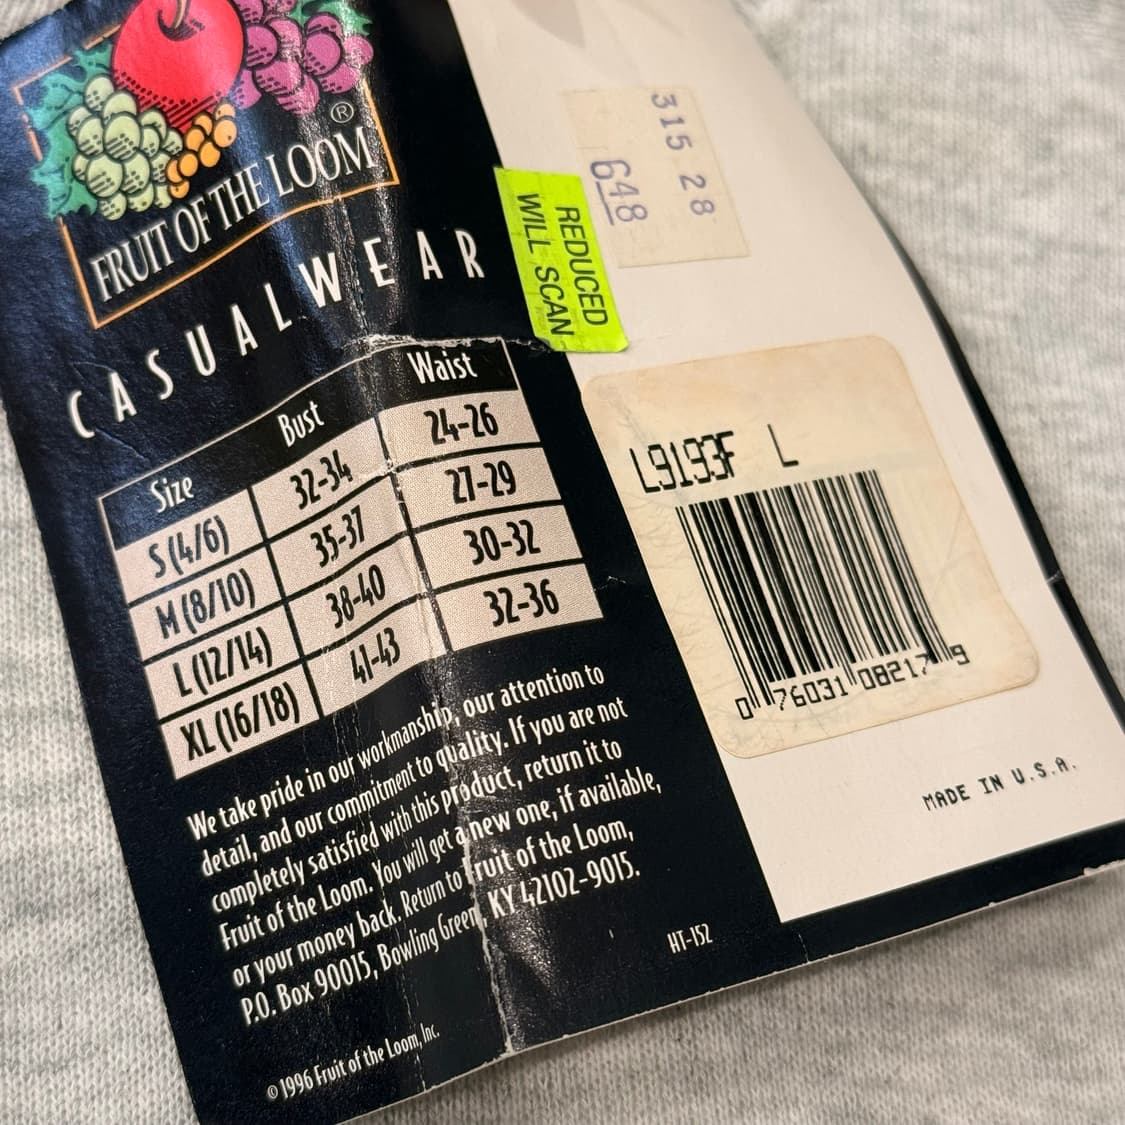 ®
FRUIT OF THE LOOM
CASUALWEAR
Size Bust Waist
S (4/6) 32-34 24-26
M (8/10) 35-37 27-29
L (12/14) 38-40 30-32
XL (16/18) 41-43 32-36
We take pride in our workmanship, our attention to
detail, and our commitment to quality. If you are not
completely satisfied with this product, return it to
Fruit of the Loom. You will get a new one, if available,
or your money back. Return to Fruit of the Loom,
P.O. Box 90015, Bowling Green, KY 42102-9015.
© 1996 Fruit of the Loom, Inc.
HT-152
315 28
648
REDUCED
WILL SCAN
L9193F L
0 76031 08217 9
MADE IN U.S.A.